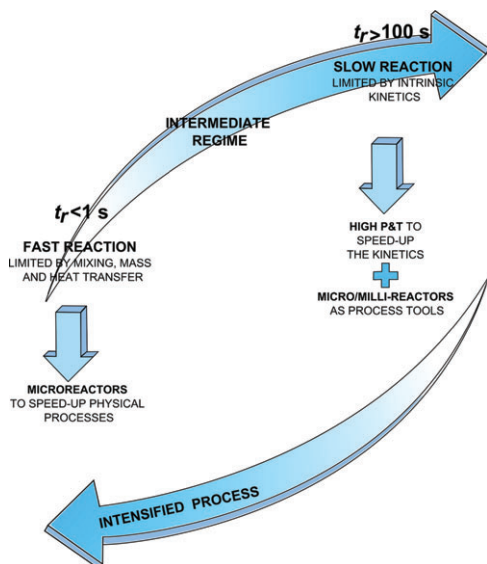 tr>100 s
SLOW REACTION
LIMITED BY INTRINSIC
KINETICS
INTERMEDIATE
REGIME
tr<1 s
FAST REACTION
LIMITED BY MIXING, MASS
AND HEAT TRANSFER
HIGH P&T TO
SPEED-UP
THE KINETICS
MICRO/MILLI-REACTORS
AS PROCESS TOOLS
MICROREACTORS
TO SPEED-UP PHYSICAL
PROCESSES
INTENSIFIED PROCESS